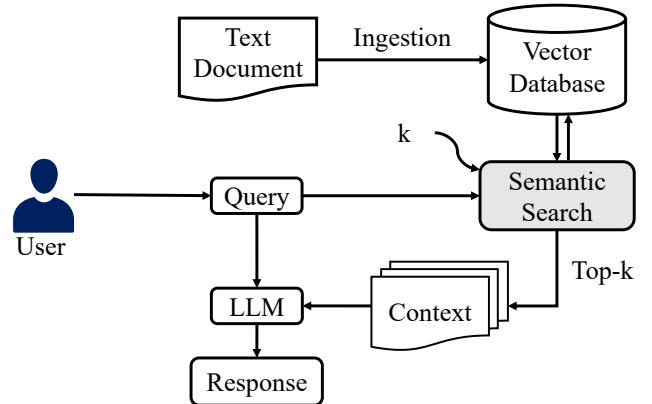 Text
Document
Ingestion
Vector
Database
k
User
Query
Semantic
Search
Top-k
LLM
Context
Response